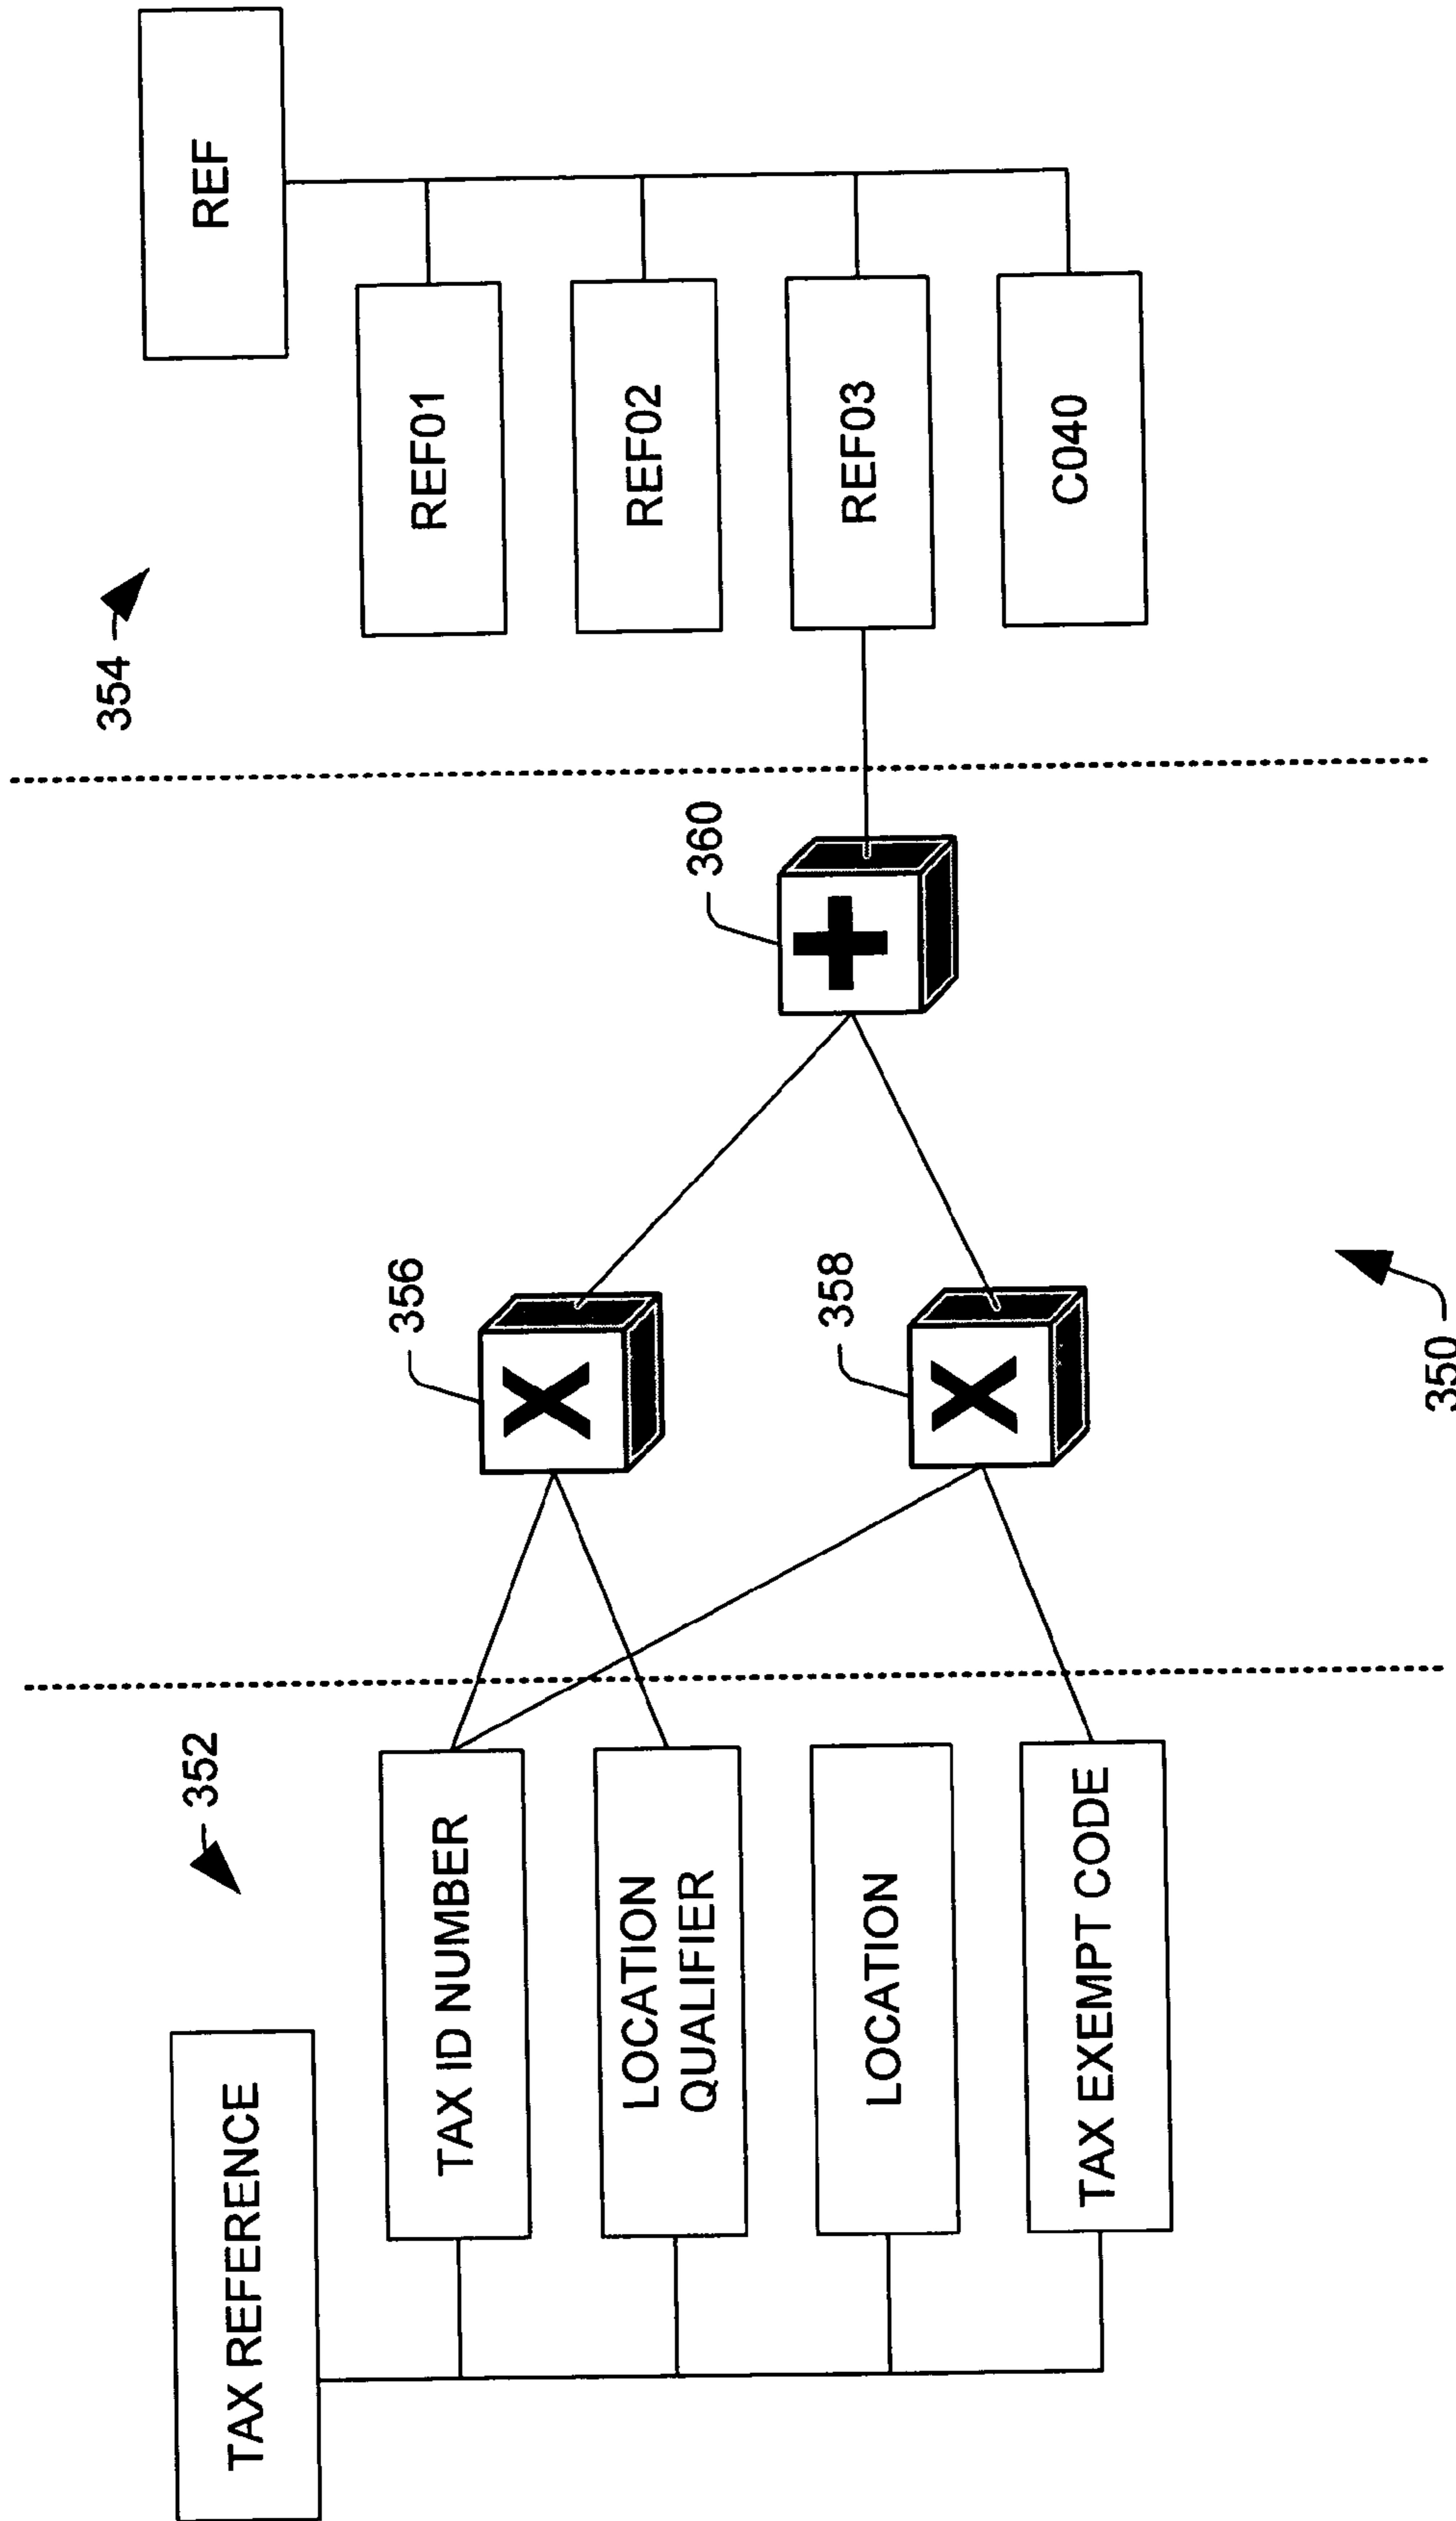 352
TAX REFERENCE
TAX ID NUMBER
LOCATION
QUALIFIER
LOCATION
TAX EXEMPT CODE
356
X
358
X
360
+
354
REF
REF01
REF02
REF03
C040
350